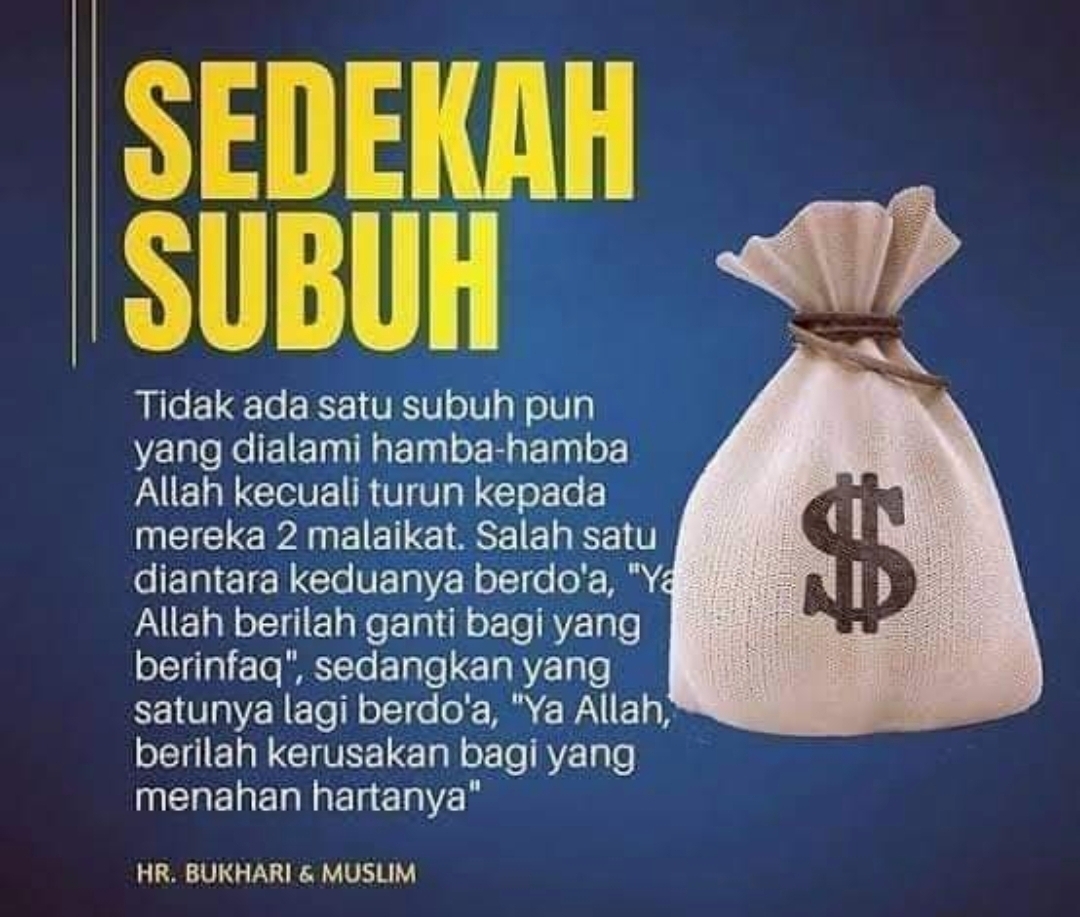 SEDEKAH
SUBUH
Tidak ada satu subuh pun
yang dialami hamba-hamba
Allah kecuali turun kepada
mereka 2 malaikat. Salah satu
diantara keduanya berdo'a, "Ya
Allah berilah ganti bagi yang
berinfaq", sedangkan yang
satunya lagi berdo'a, "Ya Allah,
berilah kerusakan bagi yang
menahan hartanya"
HR. BUKHARI & MUSLIM
$